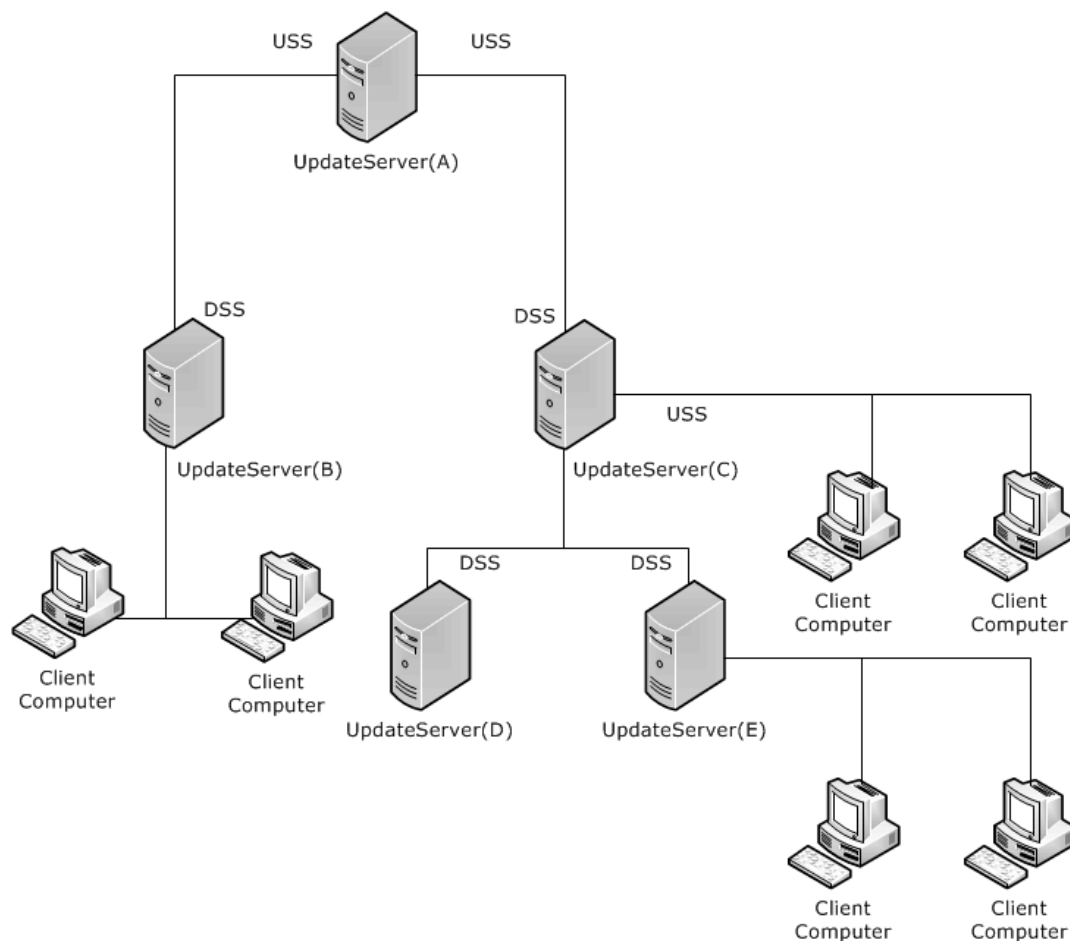 USS
USS
UpdateServer(A)
DSS
DSS
USS
UpdateServer(B)
UpdateServer(C)
DSS
DSS
Client
Computer
Client
Computer
Client
Computer
Client
Computer
UpdateServer(D)
UpdateServer(E)
Client
Computer
Client
Computer